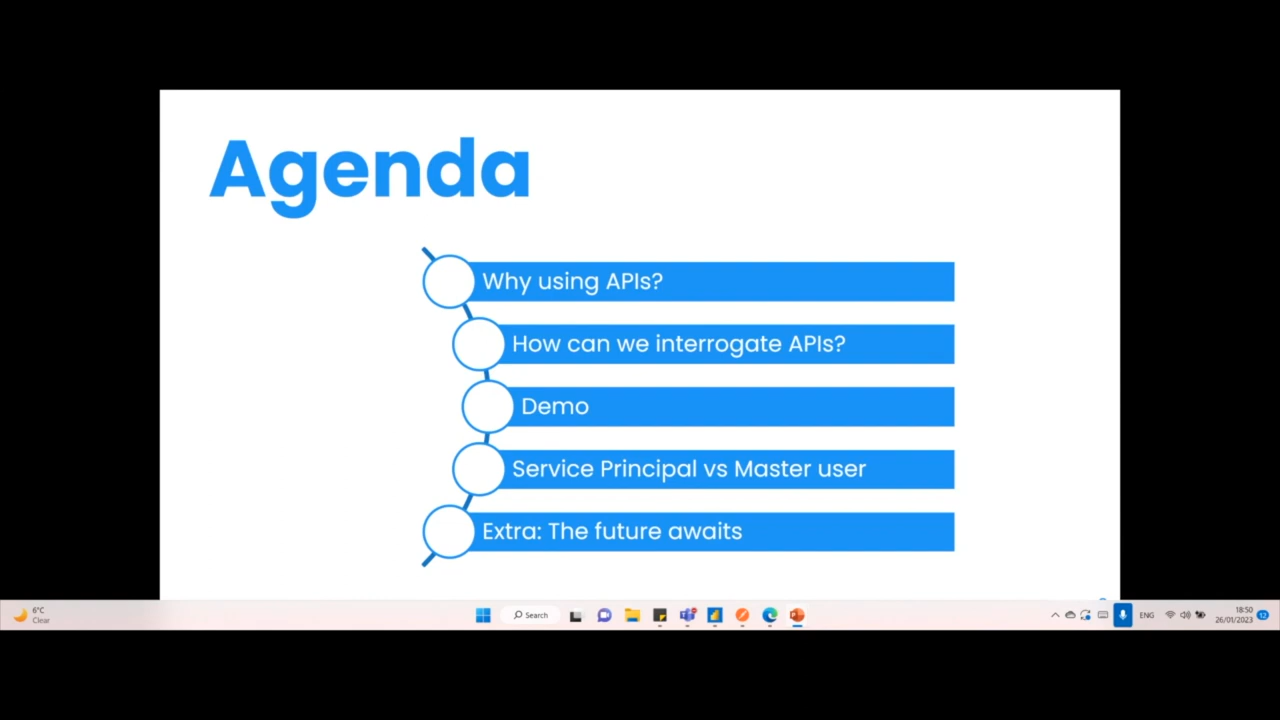 Agenda
Why using APIs?
How can we interrogate APIs?
Demo
Service Principal vs Master user
Extra: The future awaits
6°C
Clear
Search
ENG
18:50
26/01/2023
12